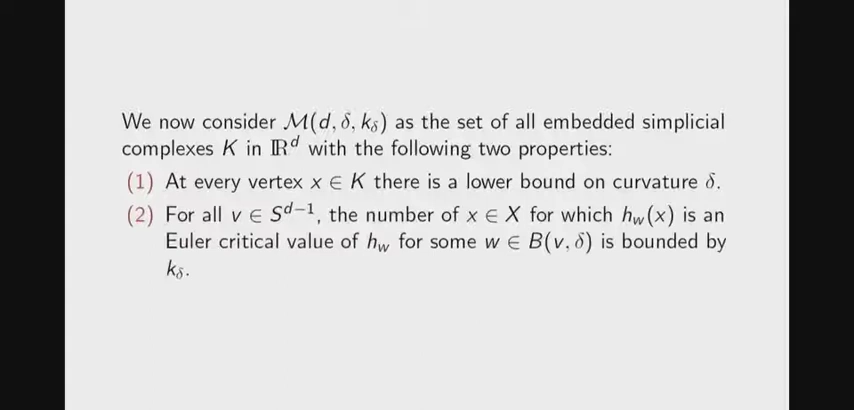 We now consider ℳ(d, δ, k_δ) as the set of all embedded simplicial
complexes K in ℝ^d with the following two properties:
(1) At every vertex x ∈ K there is a lower bound on curvature δ.
(2) For all v ∈ S^{d−1}, the number of x ∈ X for which h_w(x) is an
Euler critical value of h_w for some w ∈ B(v, δ) is bounded by
k_δ.